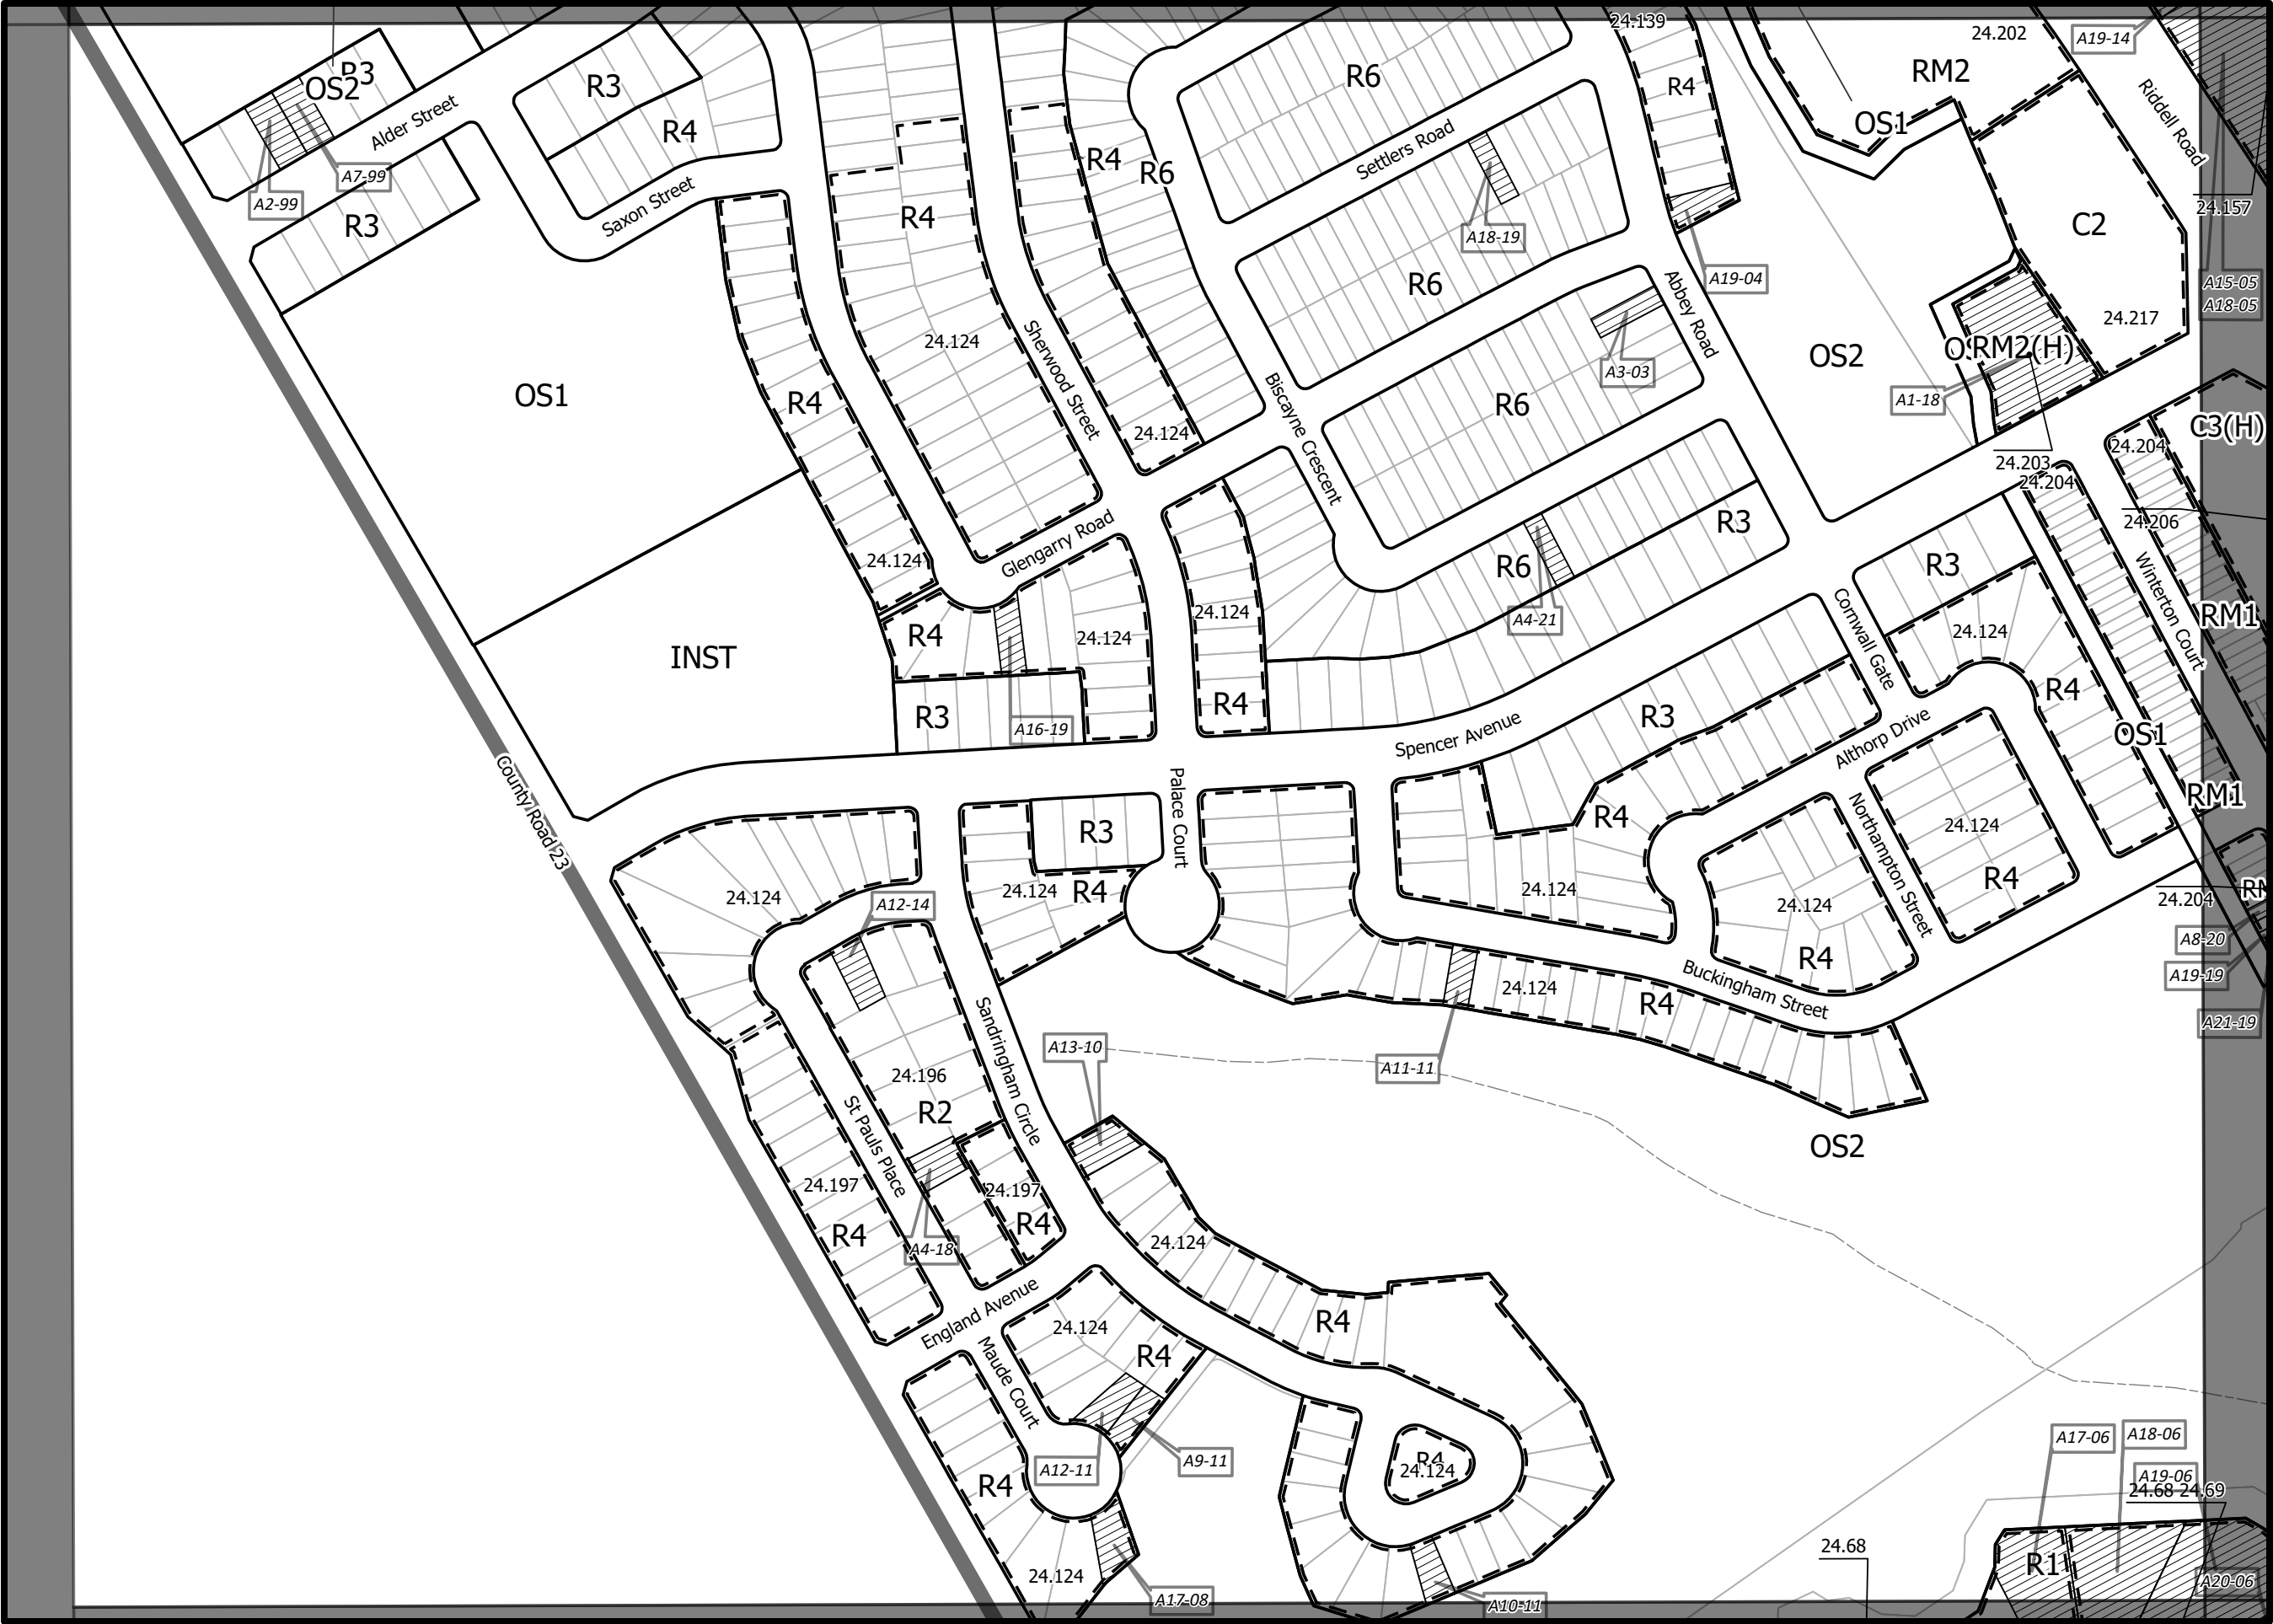 24.139
24.202
A19-14
OS2
R3
R3
R6
R4
RM2
OS1
Riddell Road
Alder Street
R4
R4
R6
Settlers Road
A7-99
A2-99
R3
Saxon Street
R4
A18-19
24.157
C2
A19-04
R6
A15-05
A18-05
24.217
OS1
R4
24.124
Sherwood Street
Abbey Road
OS2
RM2(H)
A3-03
A1-18
R6
Biscayne Crescent
24.124
C3(H)
24.204
24.203
24.204
24.206
R3
Glengarry Road
24.124
R6
R3
Winterton Court
A4-21
R4
24.124
24.124
Cornwall Gate
24.124
RM1
INST
R4
R4
R3
A16-19
R3
Spencer Avenue
Althorp Drive
OS1
County Road 23
Palace Court
R3
R4
Northampton Street
24.124
RM1
24.124
24.124
R4
24.124
24.124
R4
24.204
A12-14
A8-20
R4
Buckingham Street
24.124
R4
A19-19
A21-19
Sandringham Circle
A13-10
A11-11
24.196
R2
St Pauls Place
OS2
24.197
24.197
R4
R4
A4-18
24.124
England Avenue
24.124
R4
R4
Maude Court
A12-11
A9-11
R4
24.124
R4
A17-06
A18-06
A19-06
24.68 24.69
24.68
24.124
A17-08
A10-11
R1
A20-06